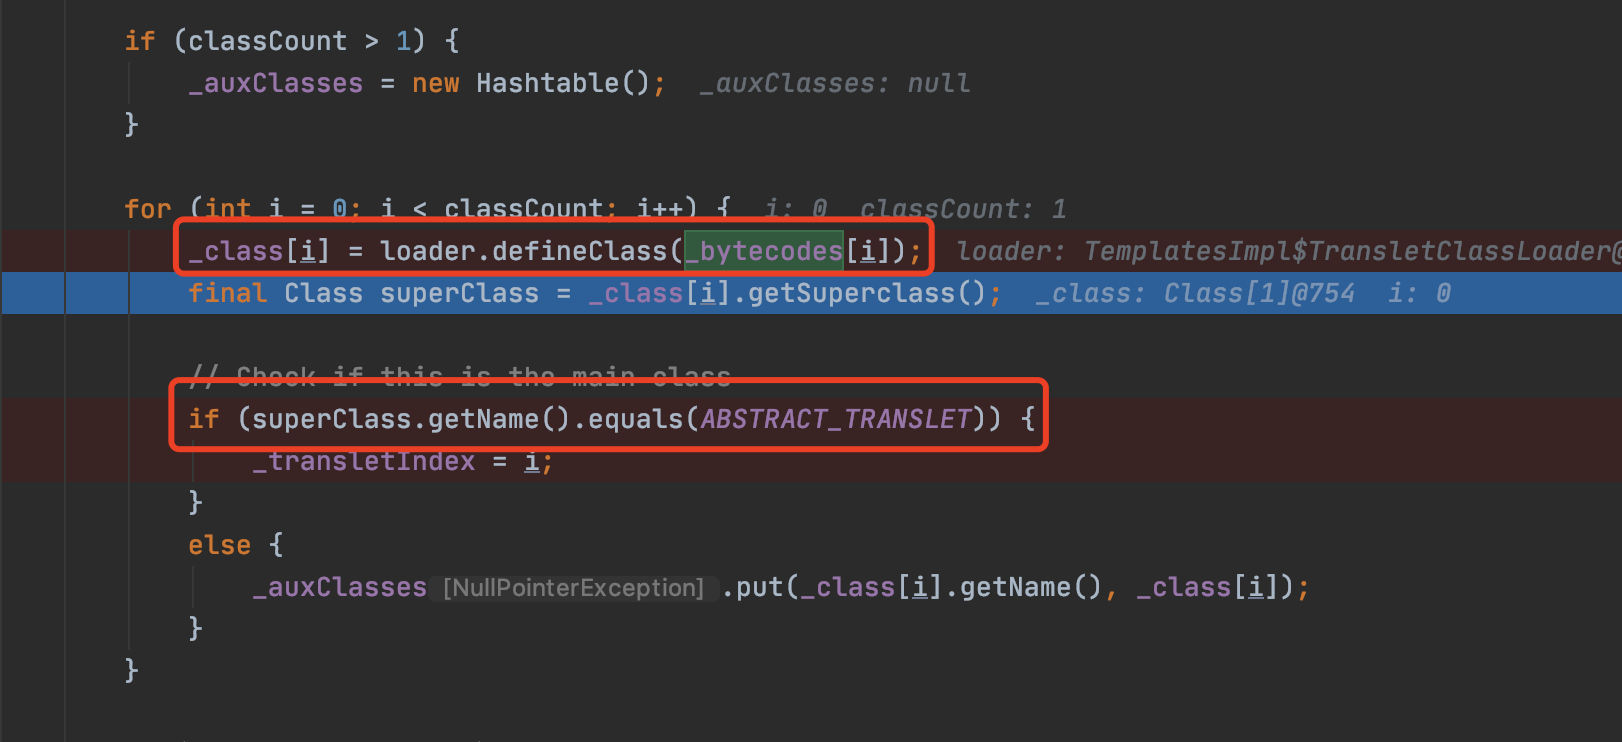 if (classCount > 1) {
_auxClasses = new Hashtable(); _auxClasses: null
}
for (int i = 0; i < classCount; i++) { i: 0 classCount: 1
_class[i] = loader.defineClass(_bytecodes[i]); loader: TemplatesImpl$TransletClassLoader@
final Class superClass = _class[i].getSuperclass(); _class: Class[1]@754 i: 0
// Check if this is the main class
if (superClass.getName().equals(ABSTRACT_TRANSLET)) {
_transletIndex = i;
}
else {
_auxClasses [NullPointerException] .put(_class[i].getName(), _class[i]);
}
}